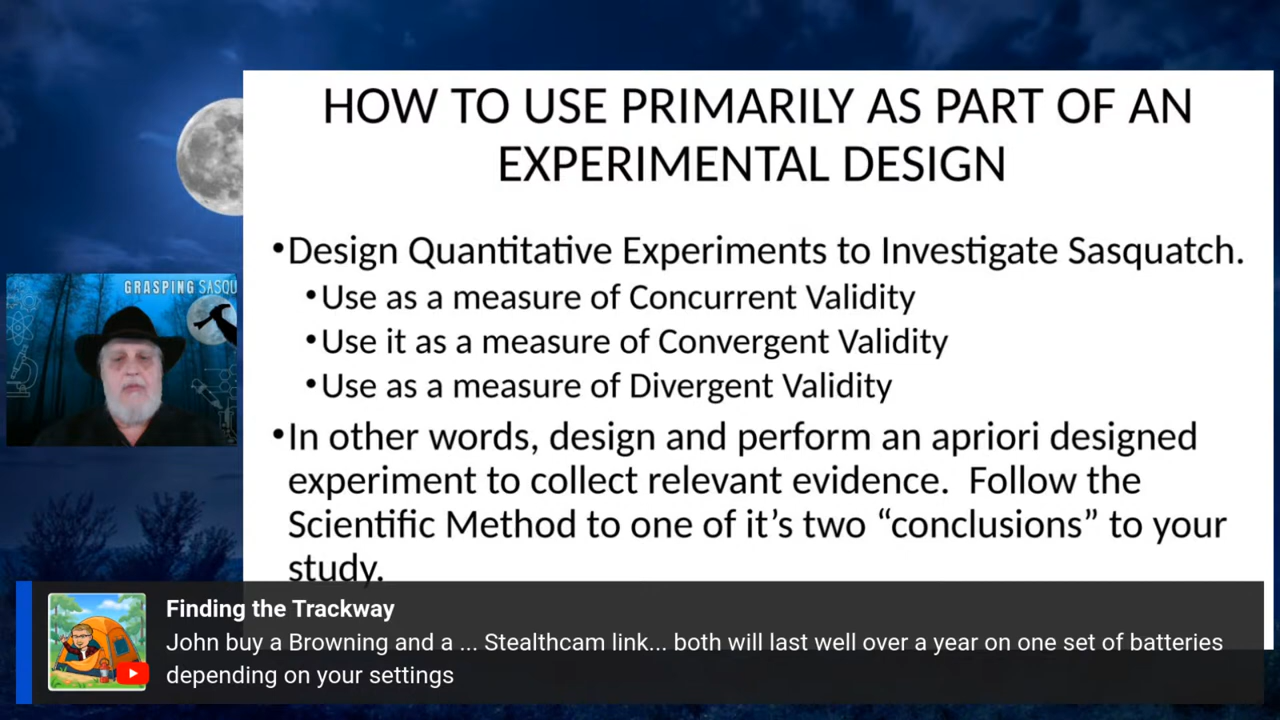 HOW TO USE PRIMARILY AS PART OF AN
EXPERIMENTAL DESIGN
•Design Quantitative Experiments to Investigate Sasquatch.
•Use as a measure of Concurrent Validity
•Use it as a measure of Convergent Validity
•Use as a measure of Divergent Validity
•In other words, design and perform an apriori designed
experiment to collect relevant evidence.  Follow the
Scientific Method to one of it’s two “conclusions” to your
study.
GRASPING SASQU
Finding the Trackway
John buy a Browning and a ... Stealthcam link... both will last well over a year on one set of batteries
depending on your settings